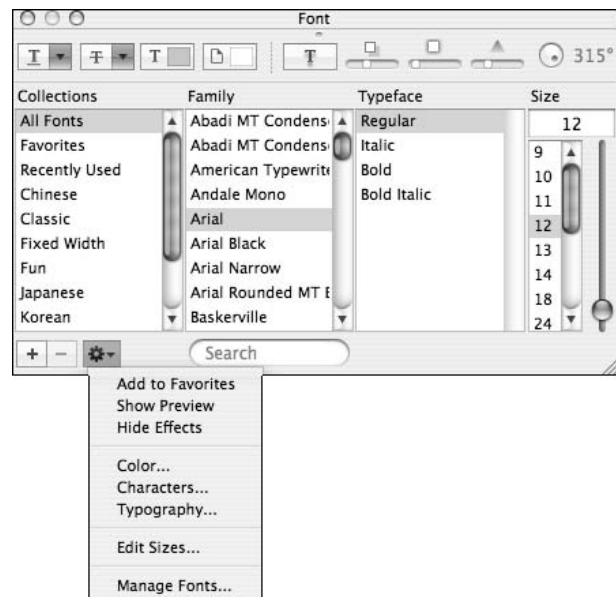 Font
T T T T 315°
Collections Family Typeface Size
All Fonts
Favorites
Recently Used
Chinese
Classic
Fixed Width
Fun
Japanese
Korean
Abadi MT Condens
Abadi MT Condens
American Typewrite
Andale Mono
Arial
Arial Black
Arial Narrow
Arial Rounded MT B
Baskerville
Regular
Italic
Bold
Bold Italic
12
9
10
11
12
13
14
18
24
+ − Search
Add to Favorites
Show Preview
Hide Effects
Color...
Characters...
Typography...
Edit Sizes...
Manage Fonts...